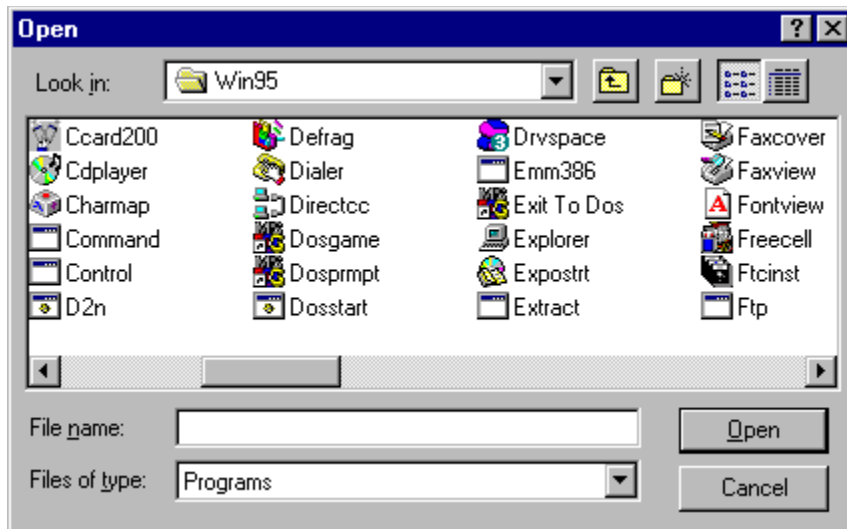 Open
Look in: Win95
Ccard200 Defrag Drvspace Faxcover
Cdplayer Dialer Emm386 Faxview
Charmap Directcc Exit To Dos Fontview
Command Dosgame Explorer Freecell
Control Dosprmpt Expostrt Ftcinst
D2n Dosstart Extract Ftp
File name: Open
Files of type: Programs Cancel